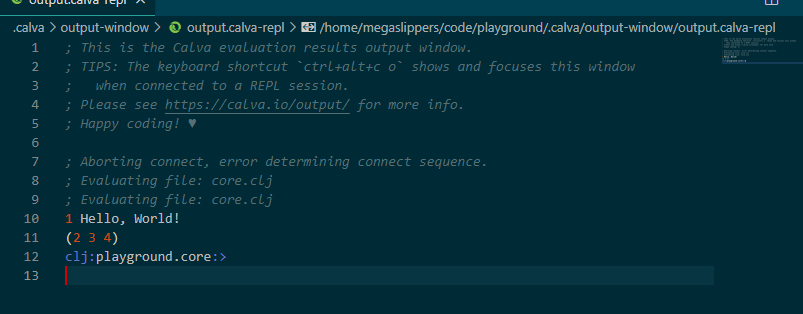 output.calva-repl
.calva > output-window > output.calva-repl > /home/megaslippers/code/playground/.calva/output-window/output.calva-repl
1 ; This is the Calva evaluation results output window.
2 ; TIPS: The keyboard shortcut `ctrl+alt+c o` shows and focuses this window
3 ;   when connected to a REPL session.
4 ; Please see https://calva.io/output/ for more info.
5 ; Happy coding! ♥
6
7 ; Aborting connect, error determining connect sequence.
8 ; Evaluating file: core.clj
9 ; Evaluating file: core.clj
10 1 Hello, World!
11 (2 3 4)
12 clj:playground.core:>
13